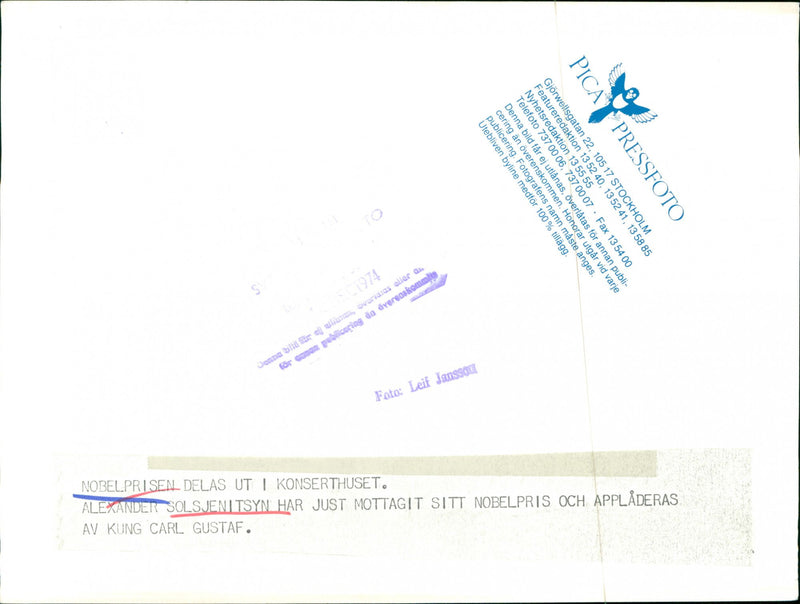 PICA PRESSFOTO
Gjörwellsgatan 22, 105 17 STOCKHOLM
Featureredaktion 13 52 40, 13 52 41, 13 58 85
Nyhetsredaktion 13 55 55
Telefoto 737 00 06, 737 00 07 · Fax 13 54 00
Denna bild får ej utlånas, överlåtas för annan publi-
cering än överenskommen. Honorar utgår vid varje
publicering. Fotografens namn måste anges.
Utebliven byline medför 100% tillägg.
TO
1974
Denna bild får ej utlånas, överlåtas eller an.
för annan publicering än överenskommits
Foto: Leif Jansson
NOBELPRISEN DELAS UT I KONSERTHUSET.
ALEXANDER SOLSJENITSYN HAR JUST MOTTAGIT SITT NOBELPRIS OCH APPLÅDERAS
AV KUNG CARL GUSTAF.